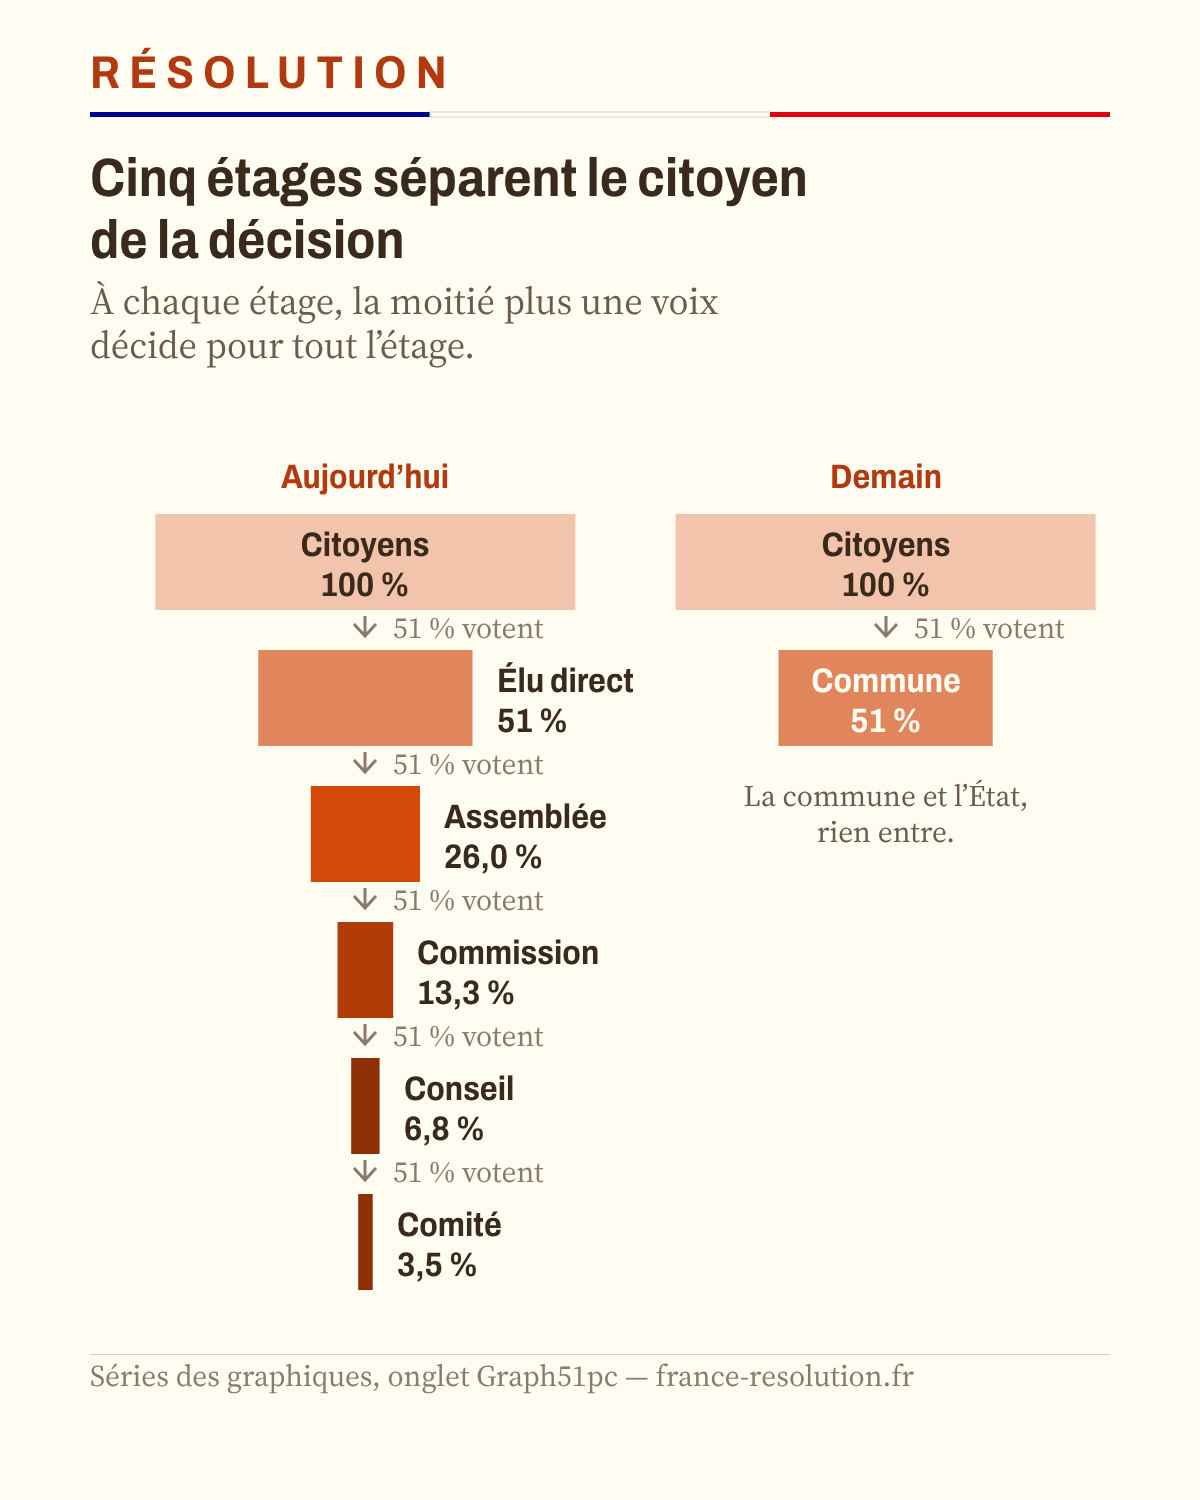 RÉSOLUTION
Cinq étages séparent le citoyen
de la décision
À chaque étage, la moitié plus une voix
décide pour tout l’étage.
Aujourd’hui
Citoyens
100 %
51 % votent
Élu direct
51 %
51 % votent
Assemblée
26,0 %
51 % votent
Commission
13,3 %
51 % votent
Conseil
6,8 %
51 % votent
Comité
3,5 %
Demain
Citoyens
100 %
51 % votent
Commune
51 %
La commune et l’État,
rien entre.
Séries des graphiques, onglet Graph51pc — france-resolution.fr